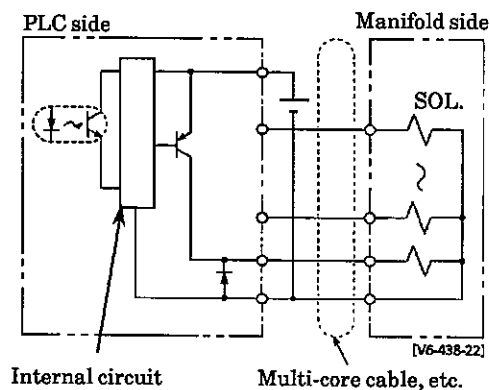 PLC side
Manifold side
SOL.
[V6-438-22]
Internal circuit
Multi-core cable, etc.